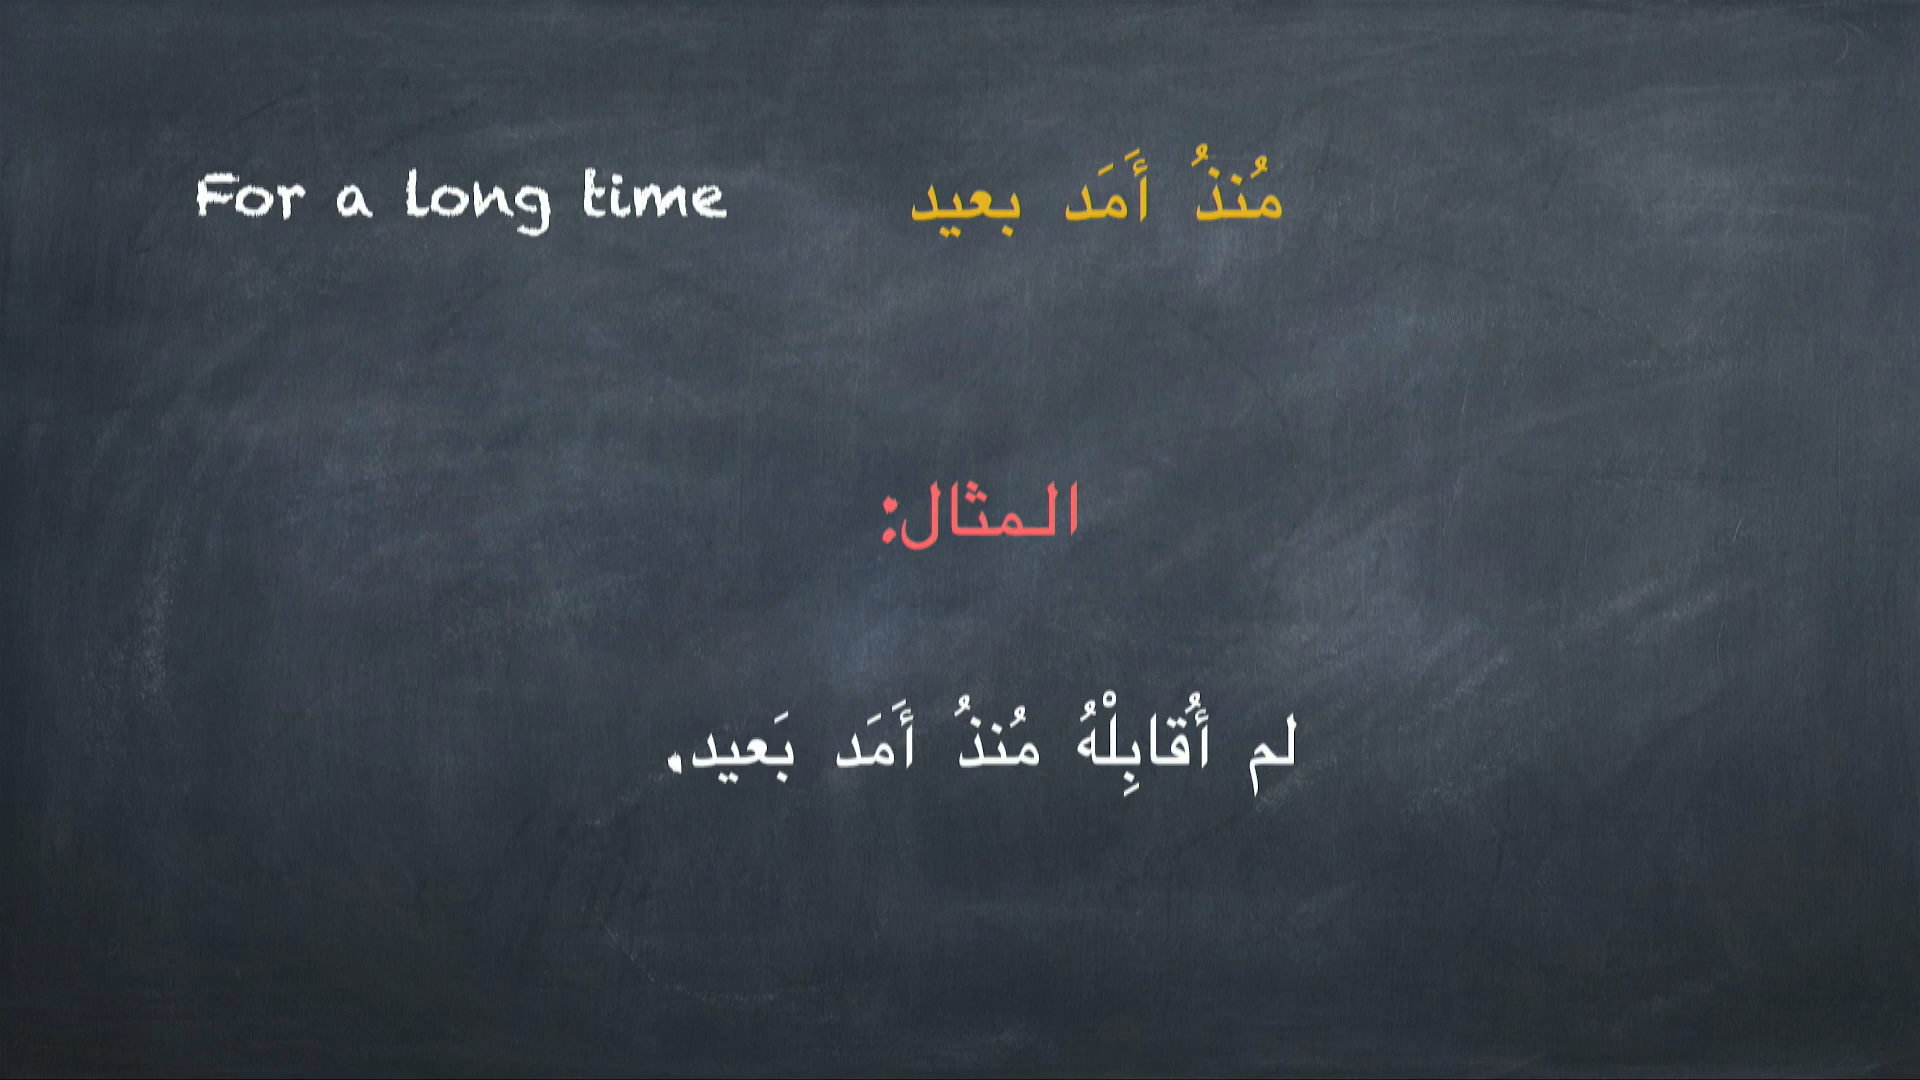 For a long time مُنذُ أَمَد بعيد
المثال:
لم أُقابِلْهُ مُنذُ أَمَد بَعيد.